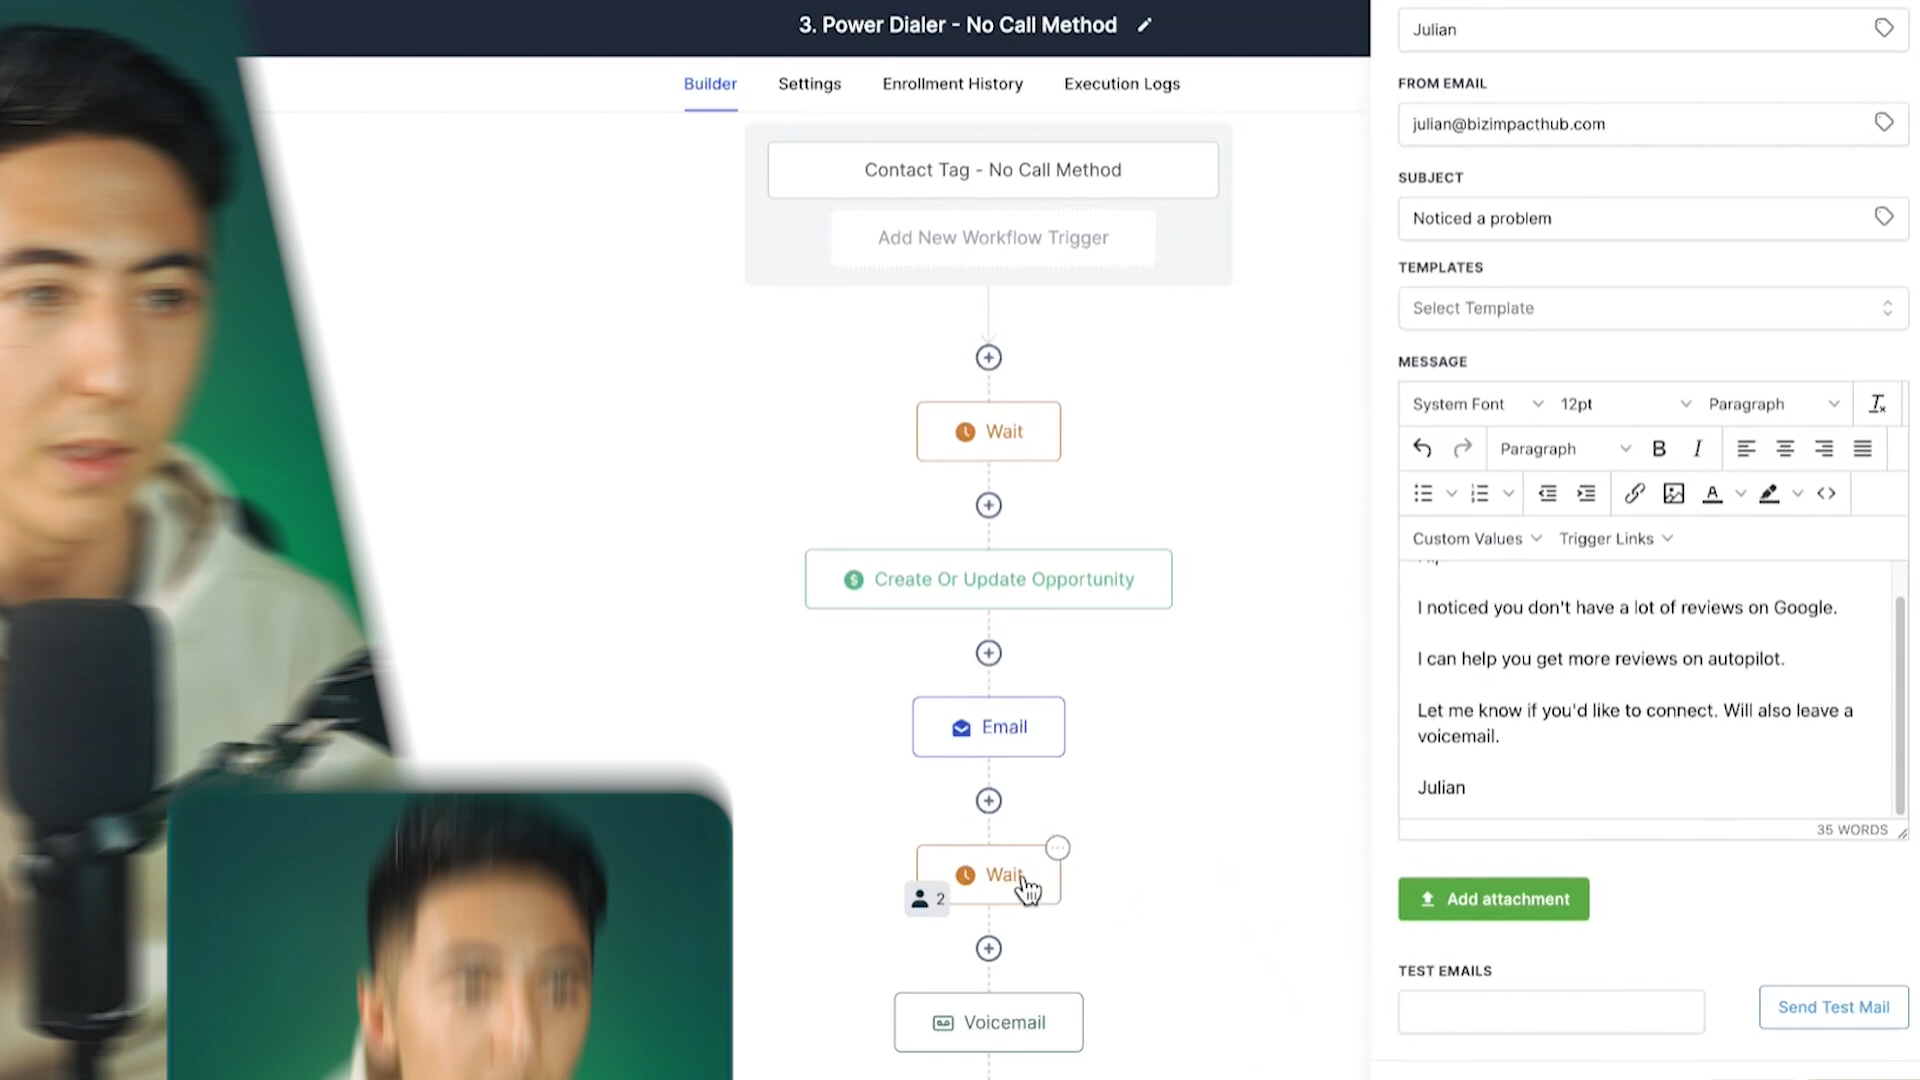 3. Power Dialer - No Call Method
Builder
Settings
Enrollment History
Execution Logs
Contact Tag - No Call Method
Add New Workflow Trigger
Wait
Create Or Update Opportunity
Email
Wait
2
Voicemail
Julian
FROM EMAIL
julian@bizimpacthub.com
SUBJECT
Noticed a problem
TEMPLATES
Select Template
MESSAGE
System Font
12pt
Paragraph
Paragraph
B
I
A
Custom Values
Trigger Links
I noticed you don't have a lot of reviews on Google.
I can help you get more reviews on autopilot.
Let me know if you'd like to connect. Will also leave a
voicemail.
Julian
35 WORDS
Add attachment
TEST EMAILS
Send Test Mail